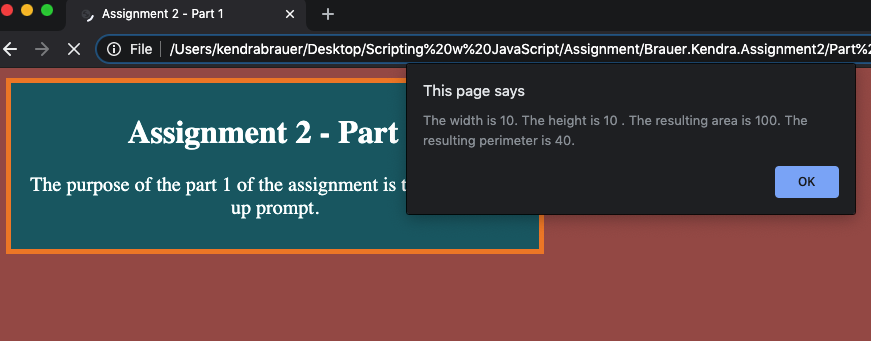 Assignment 2 - Part 1
File
/Users/kendrabrauer/Desktop/Scripting%20w%20JavaScript/Assignment/Brauer.Kendra.Assignment2/Part%2
This page says
The width is 10. The height is 10 . The resulting area is 100. The
resulting perimeter is 40.
OK
Assignment 2 - Part
The purpose of the part 1 of the assignment is t
up prompt.